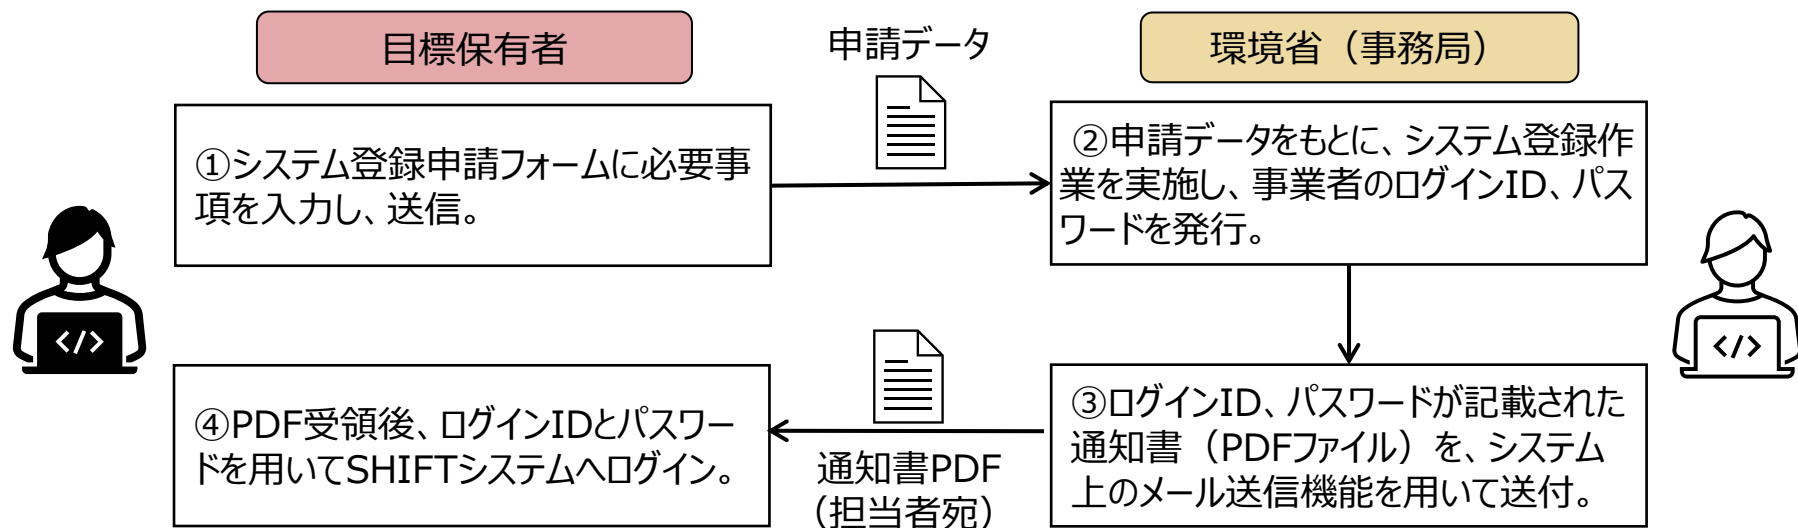 目標保有者
申請データ
環境省（事務局）
①システム登録申請フォームに必要事
項を入力し、送信。
②申請データをもとに、システム登録作
業を実施し、事業者のログインID、パス
ワードを発行。
</>
</>
③ログインID、パスワードが記載された
通知書（PDFファイル）を、システム
上のメール送信機能を用いて送付。
通知書PDF
（担当者宛）
④PDF受領後、ログインIDとパスワー
ドを用いてSHIFTシステムへログイン。